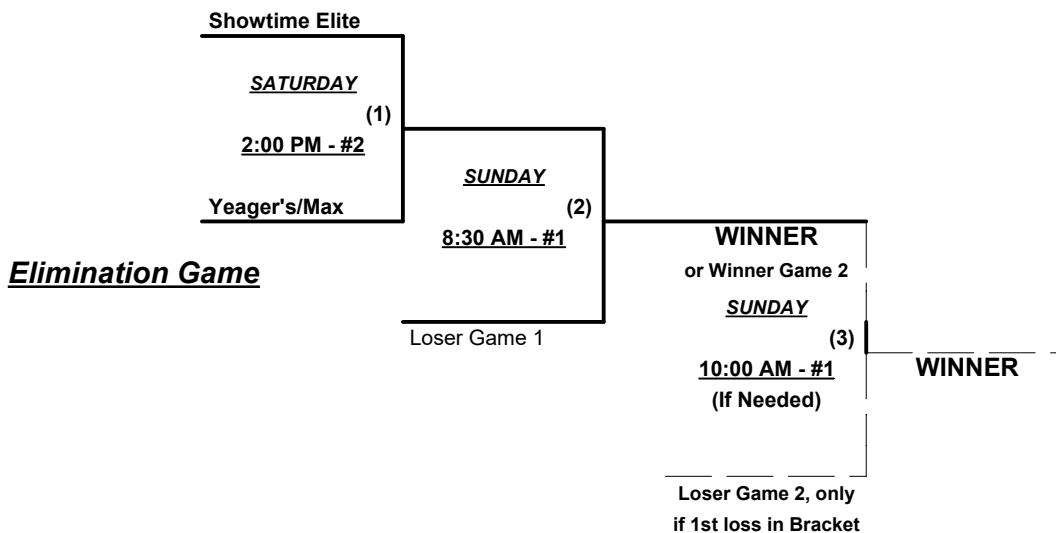 Showtime Elite
SATURDAY
(1)
2:00 PM - #2
Yeager's/Max
SUNDAY
(2)
8:30 AM - #1
Elimination Game
Loser Game 1
WINNER
or Winner Game 2
SUNDAY
(3)
10:00 AM - #1
(If Needed)
WINNER
Loser Game 2, only
if 1st loss in Bracket